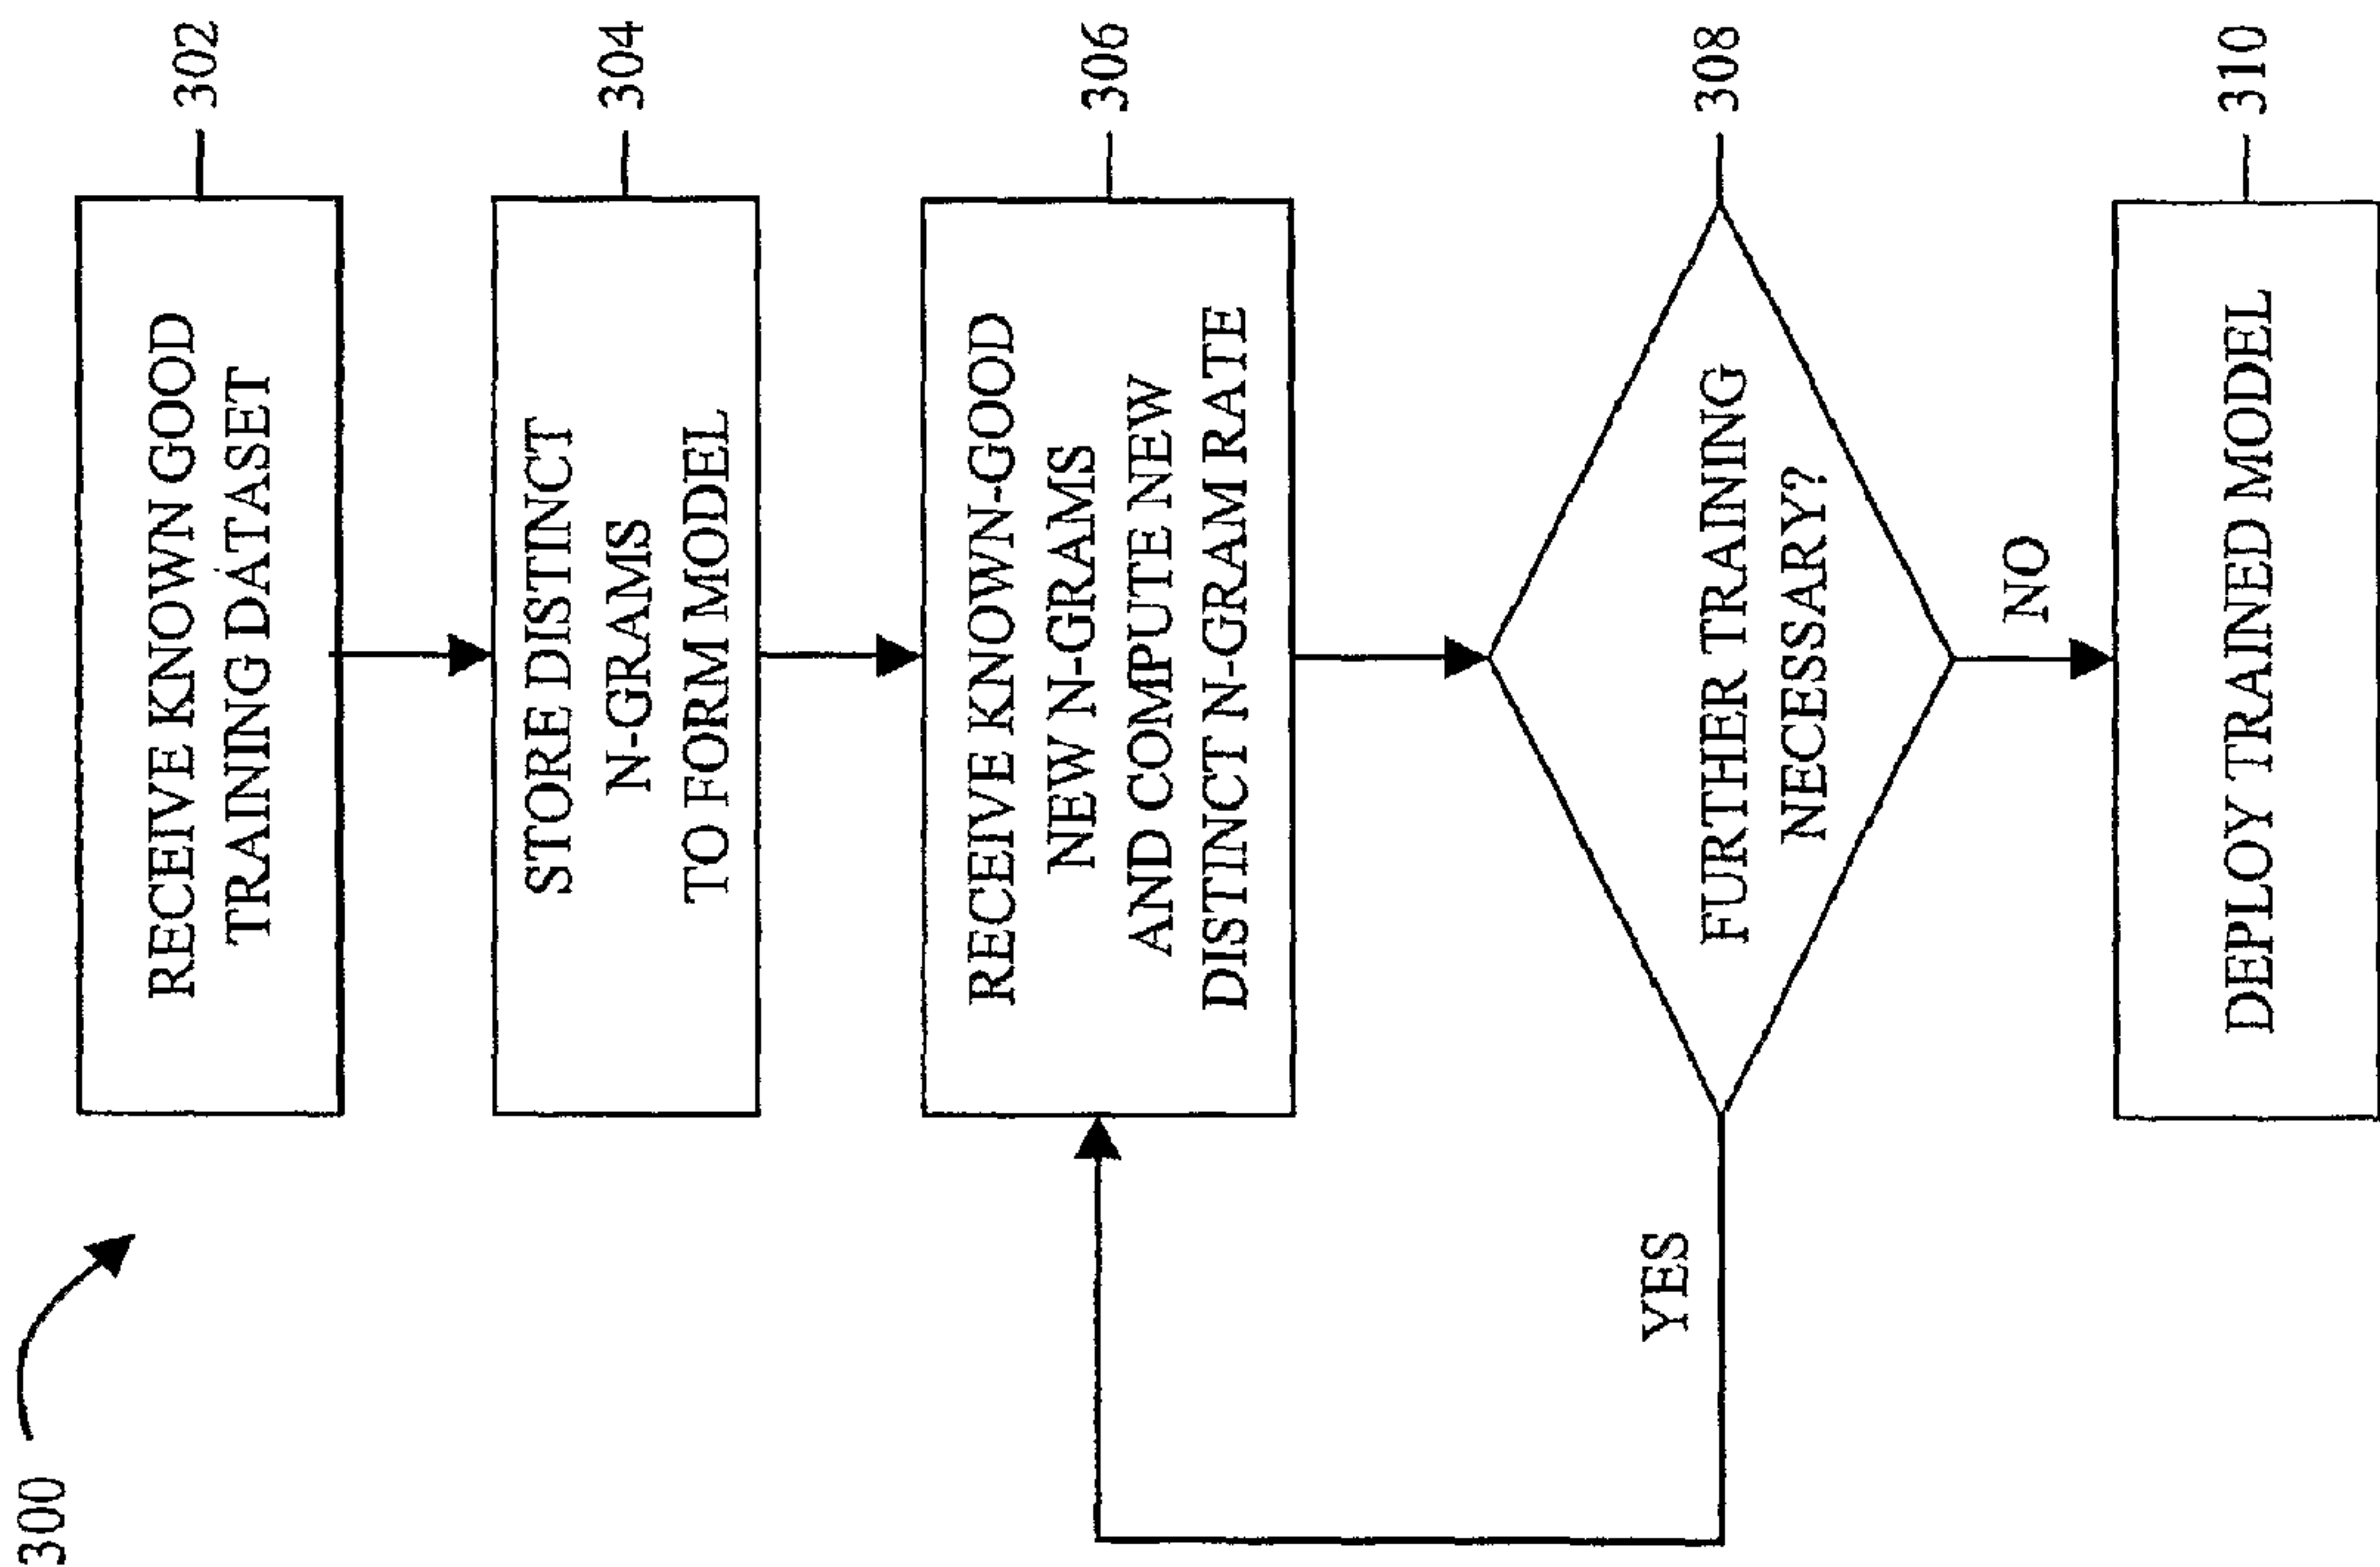 300
RECEIVE KNOWN GOOD
TRAINING DATASET
302
STORE DISTINCT
N-GRAMS
TO FORM MODEL
304
RECEIVE KNOWN-GOOD
NEW N-GRAMS
AND COMPUTE NEW
DISTINCT N-GRAM RATE
306
FURTHER TRAINING
NECESSARY?
308
YES
NO
DEPLOY TRAINED MODEL
310